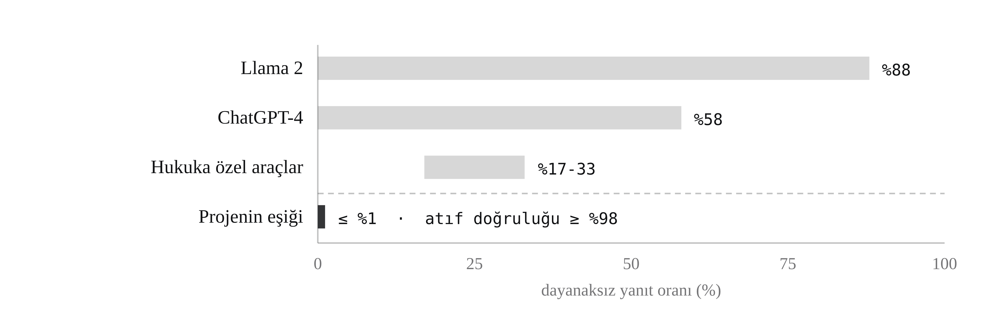 Llama 2 %88
ChatGPT-4 %58
Hukuka özel araçlar %17-33
Projenin eşiği ≤ %1 · atıf doğruluğu ≥ %98
0 25 50 75 100
dayanaksız yanıt oranı (%)